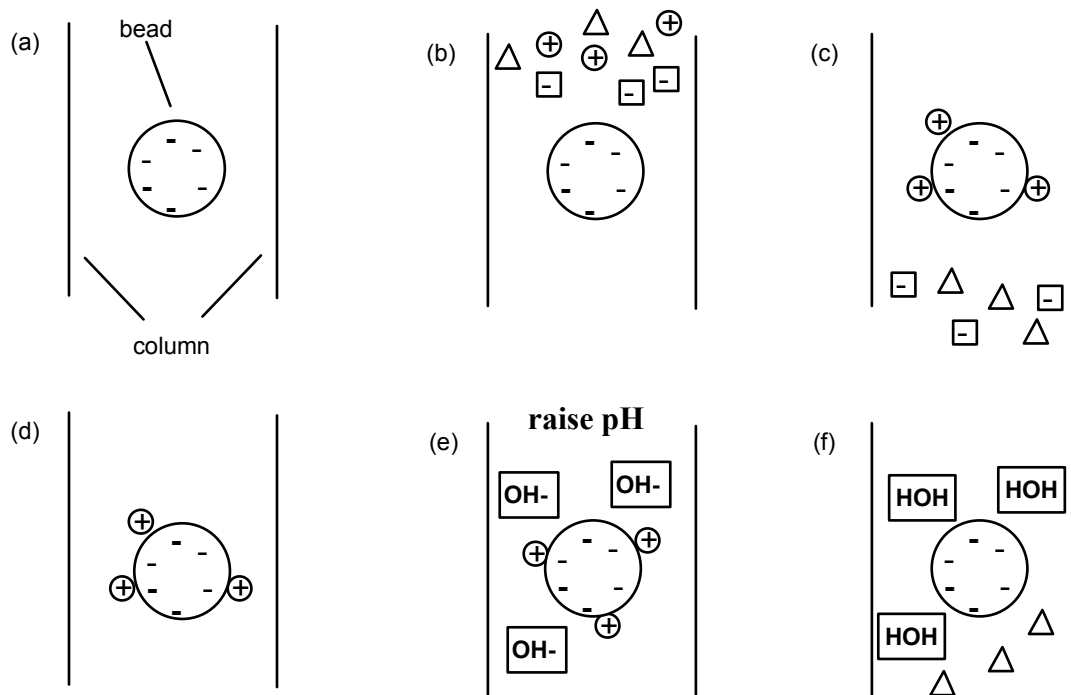 (a)
bead
column
(b)
+ + +
- - -
(c)
+ + +
- - -
(d)
+ + +
(e)
raise pH
OH-
OH-
+ + +
OH-
(f)
HOH
HOH
HOH